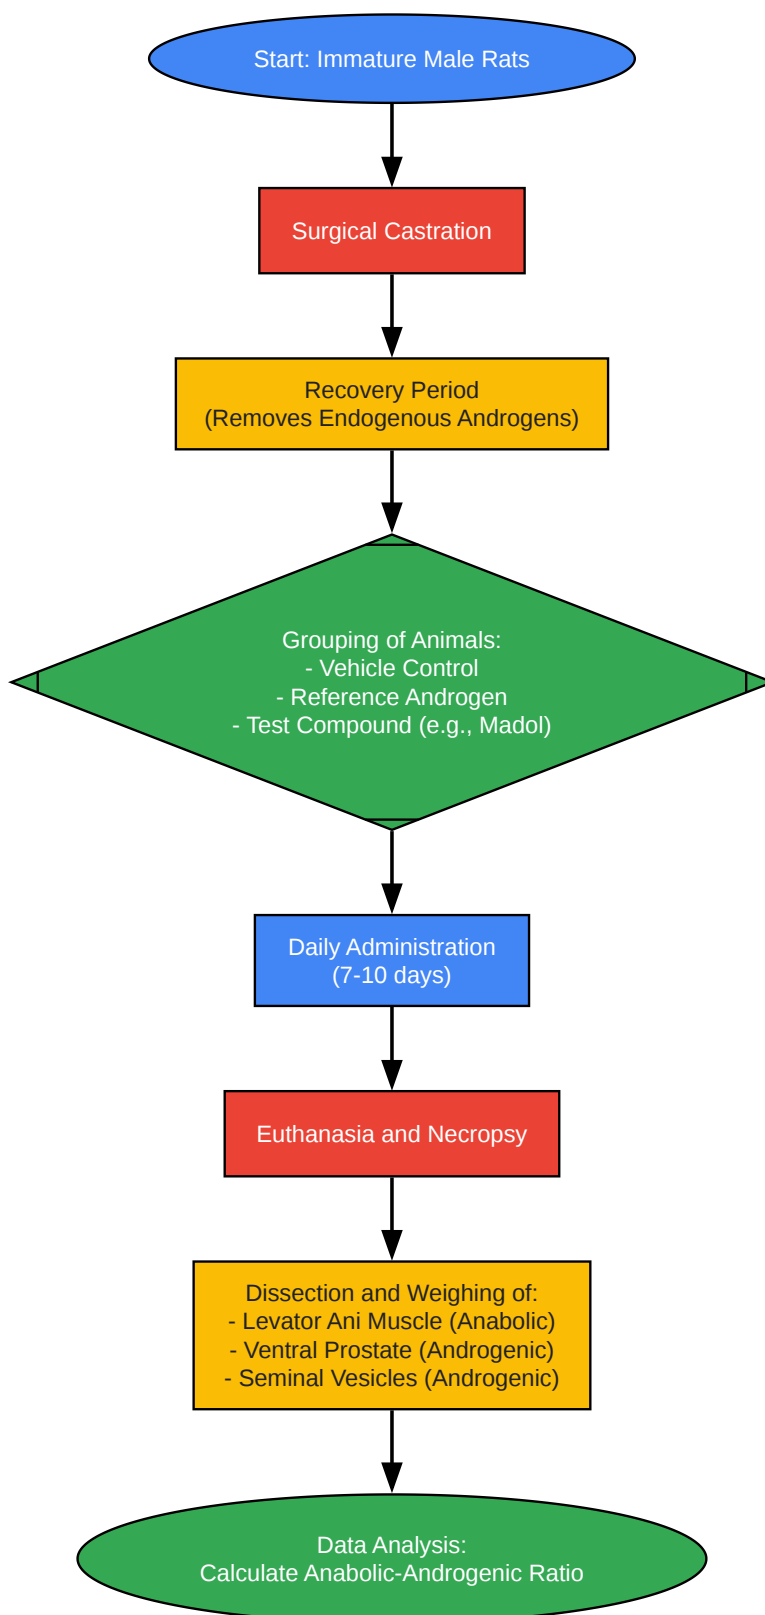 Start: Immature Male Rats
Surgical Castration
Recovery Period
(Removes Endogenous Androgens)
Grouping of Animals:
- Vehicle Control
- Reference Androgen
- Test Compound (e.g., Madol)
Daily Administration
(7-10 days)
Euthanasia and Necropsy
Dissection and Weighing of:
- Levator Ani Muscle (Anabolic)
- Ventral Prostate (Androgenic)
- Seminal Vesicles (Androgenic)
Data Analysis:
Calculate Anabolic-Androgenic Ratio